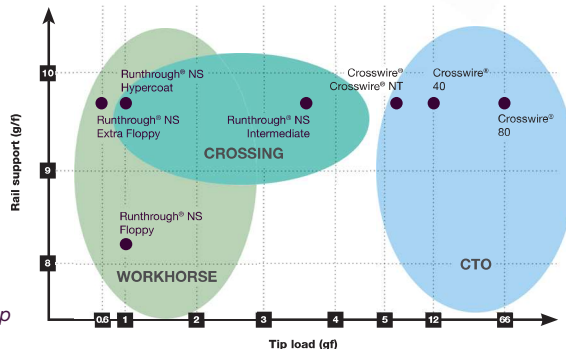 10
Runthrough® NS
Hypercoat
Crosswire®
Crosswire® NT
Crosswire®
40
Runthrough® NS
Extra Floppy
Runthrough® NS
Intermediate
Crosswire®
80
CROSSING
Rail support (g/f)
9
Runthrough® NS
Floppy
8
WORKHORSE
CTO
p
0.6 1 2 3 4 5 12 66
Tip load (gf)